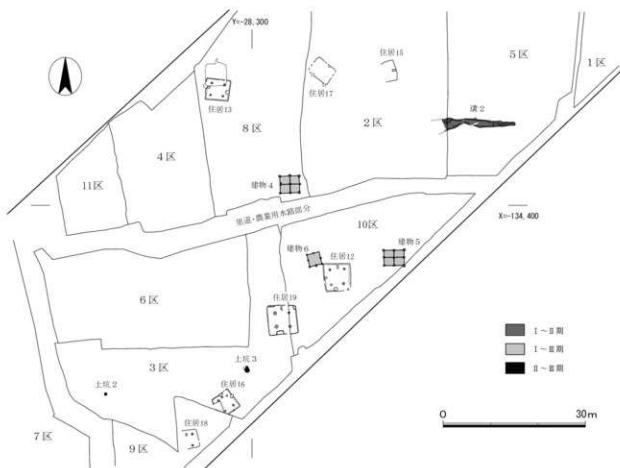 Y=-28,300
1区
5区
住居15
住居17
2区
溝2
住居13
8区
4区
11区
建物4
里道・農業用水路部分
X=-134,400
10区
建物5
建物6
住居12
6区
住居19
Ⅰ～Ⅱ期
Ⅰ～Ⅲ期
Ⅱ～Ⅲ期
3区
土坑3
土坑2
住居16
住居18
7区
9区
0
30m